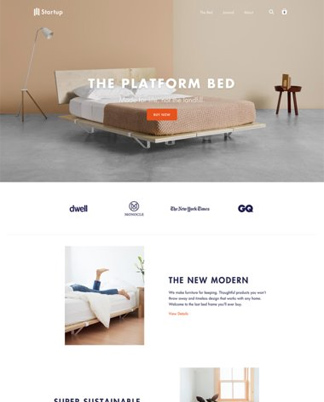 Startup
The Bed
Journal
About
THE PLATFORM BED
Made for life, not the landfill.
BUY NOW
dwell
MONOCLE
The New York Times
GQ
THE NEW MODERN
We make furniture for keeping. Thoughtful products you won't
throw away and timeless design that works with any home.
Welcome to the last bed frame you'll ever buy.
View Details
SUPER SUSTAINABLE